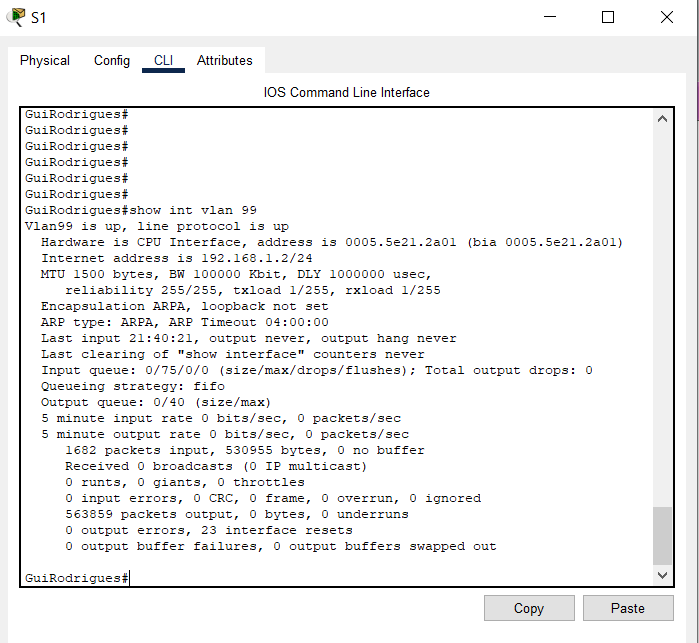 S1
Physical Config CLI Attributes
IOS Command Line Interface
GuiRodrigues#
GuiRodrigues#
GuiRodrigues#
GuiRodrigues#
GuiRodrigues#
GuiRodrigues#
GuiRodrigues#show int vlan 99
Vlan99 is up, line protocol is up
  Hardware is CPU Interface, address is 0005.5e21.2a01 (bia 0005.5e21.2a01)
  Internet address is 192.168.1.2/24
  MTU 1500 bytes, BW 100000 Kbit, DLY 1000000 usec,
     reliability 255/255, txload 1/255, rxload 1/255
  Encapsulation ARPA, loopback not set
  ARP type: ARPA, ARP Timeout 04:00:00
  Last input 21:40:21, output never, output hang never
  Last clearing of "show interface" counters never
  Input queue: 0/75/0/0 (size/max/drops/flushes); Total output drops: 0
  Queueing strategy: fifo
  Output queue: 0/40 (size/max)
  5 minute input rate 0 bits/sec, 0 packets/sec
  5 minute output rate 0 bits/sec, 0 packets/sec
     1682 packets input, 530955 bytes, 0 no buffer
     Received 0 broadcasts (0 IP multicast)
     0 runts, 0 giants, 0 throttles
     0 input errors, 0 CRC, 0 frame, 0 overrun, 0 ignored
     563859 packets output, 0 bytes, 0 underruns
     0 output errors, 23 interface resets
     0 output buffer failures, 0 output buffers swapped out
GuiRodrigues#
Copy Paste